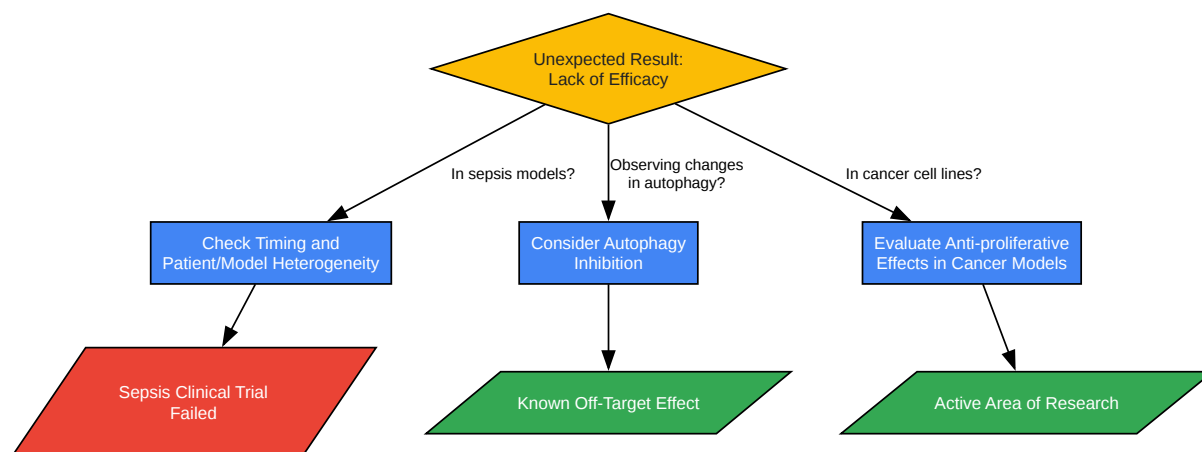 Unexpected Result:
Lack of Efficacy
In sepsis models?
Observing changes
in autophagy?
In cancer cell lines?
Check Timing and
Patient/Model Heterogeneity
Consider Autophagy
Inhibition
Evaluate Anti-proliferative
Effects in Cancer Models
Sepsis Clinical Trial
Failed
Known Off-Target Effect
Active Area of Research